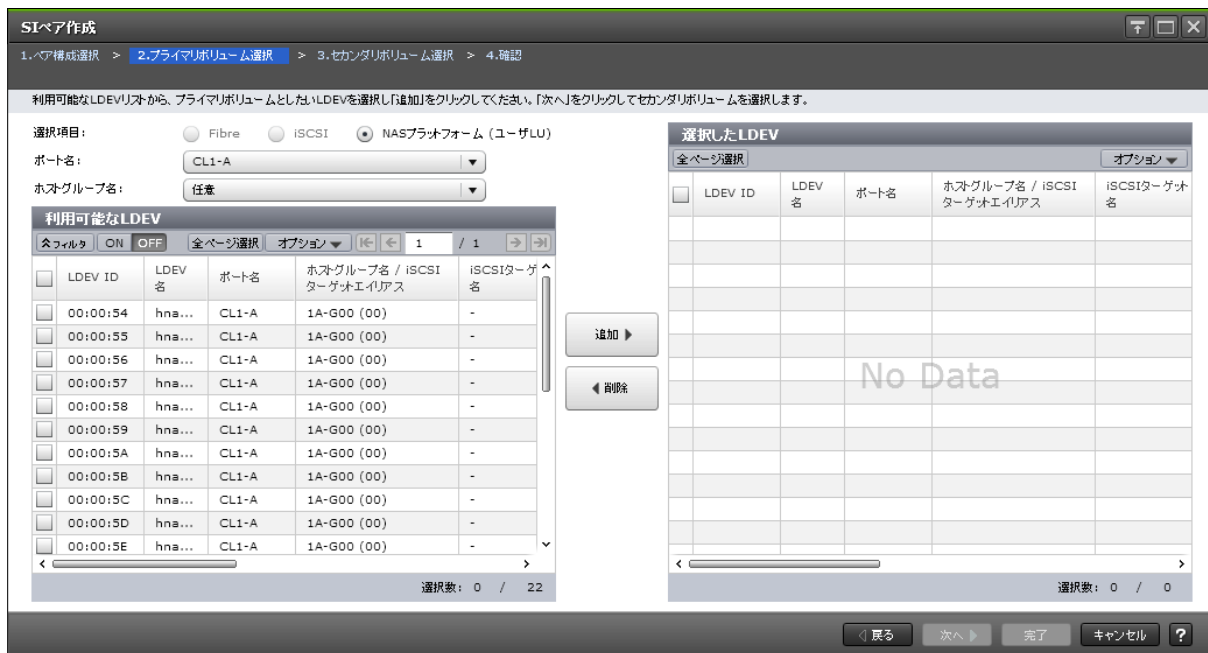 SIペア作成
1.ペア構成選択 > 2.プライマリボリューム選択 > 3.セカンダリボリューム選択 > 4.確認
利用可能なLDEVリストから、プライマリボリュームとしたいLDEVを選択し「追加」をクリックしてください。「次へ」をクリックしてセカンダリボリュームを選択します。
選択項目: Fibre iSCSI NASプラットフォーム (ユーザLU)
ポート名: CL1-A
ホストグループ名: 任意
利用可能なLDEV
フィルタ ON OFF 全ページ選択 オプション 1 / 1
LDEV ID LDEV名 ポート名 ホストグループ名 / iSCSIターゲットエイリアス iSCSIターゲ名
00:00:54 hna... CL1-A 1A-G00 (00) -
00:00:55 hna... CL1-A 1A-G00 (00) -
00:00:56 hna... CL1-A 1A-G00 (00) -
00:00:57 hna... CL1-A 1A-G00 (00) -
00:00:58 hna... CL1-A 1A-G00 (00) -
00:00:59 hna... CL1-A 1A-G00 (00) -
00:00:5A hna... CL1-A 1A-G00 (00) -
00:00:5B hna... CL1-A 1A-G00 (00) -
00:00:5C hna... CL1-A 1A-G00 (00) -
00:00:5D hna... CL1-A 1A-G00 (00) -
00:00:5E hna... CL1-A 1A-G00 (00) -
選択数: 0 / 22
追加
削除
選択したLDEV
全ページ選択 オプション
LDEV ID LDEV名 ポート名 ホストグループ名 / iSCSIターゲットエイリアス iSCSIターゲット名
No Data
選択数: 0 / 0
戻る 次へ 完了 キャンセル ?